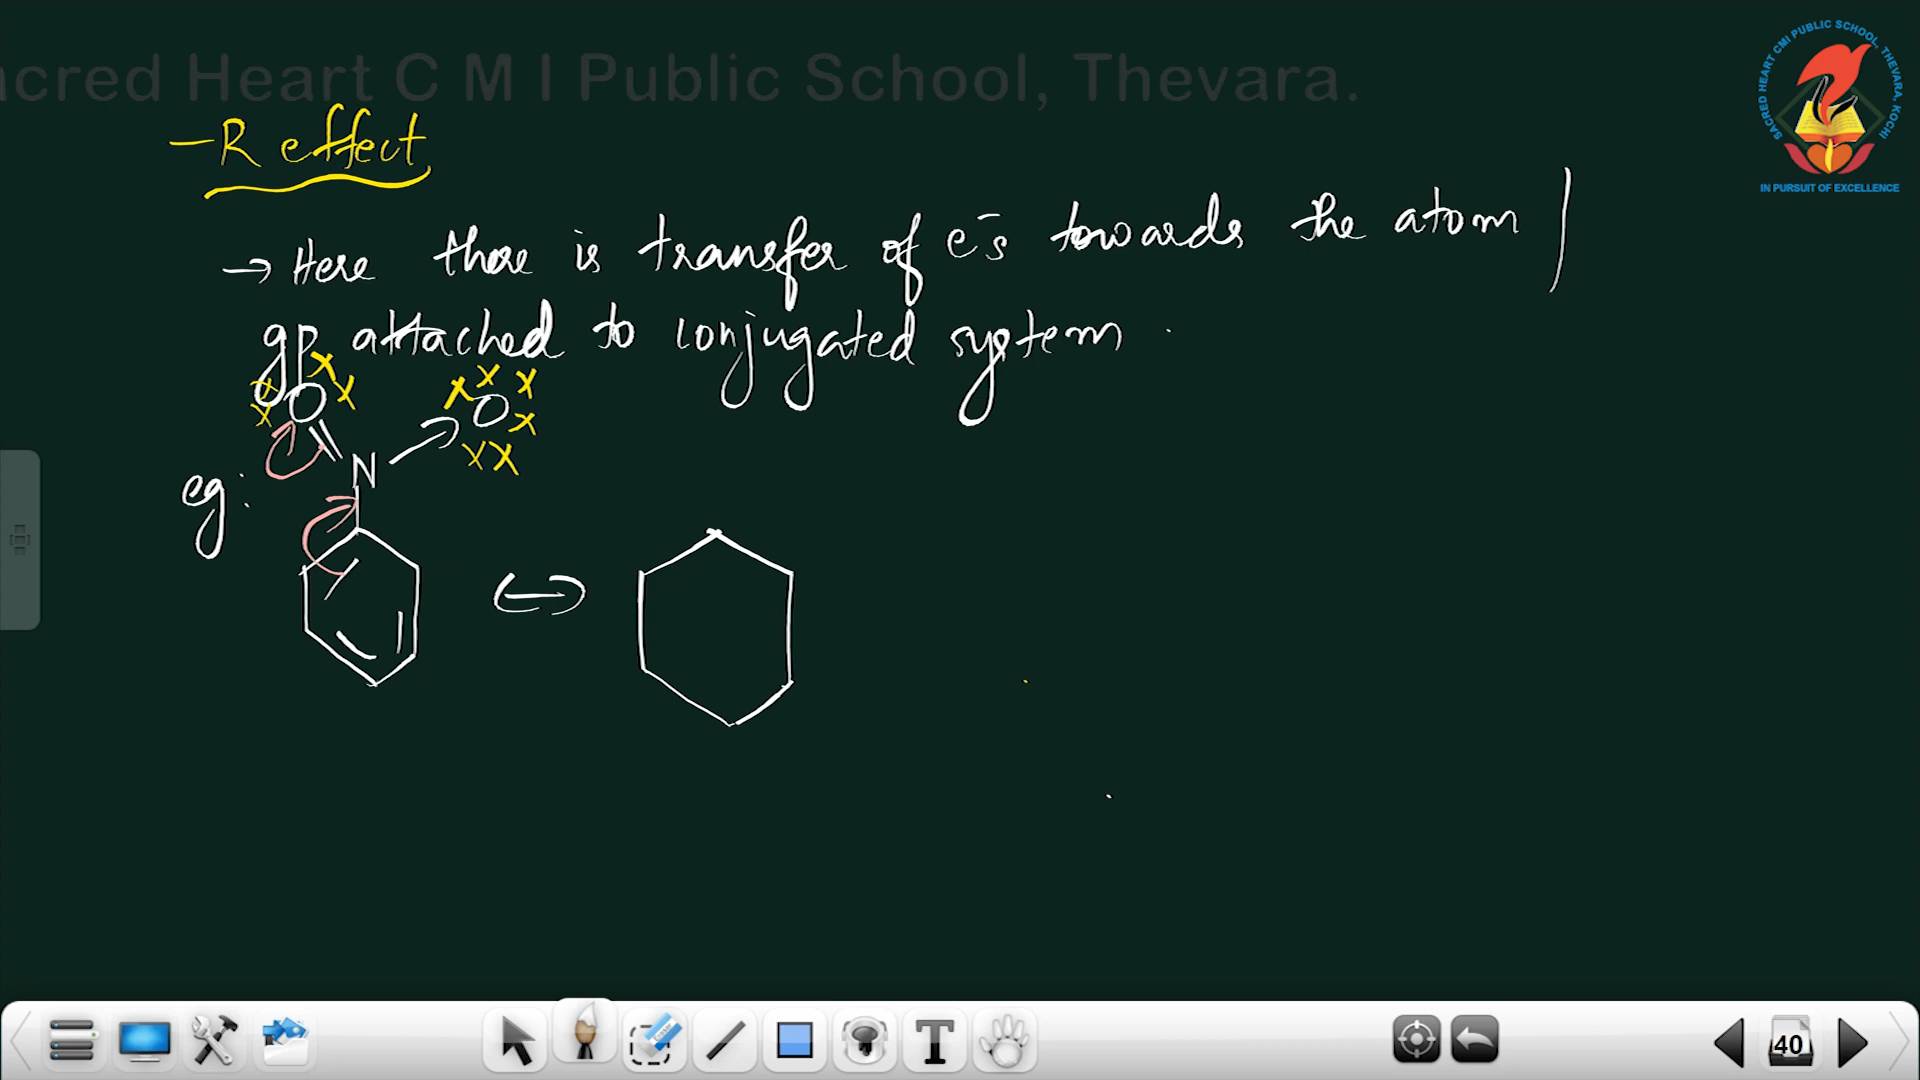 acred Heart C M I Public School, Thevara.
SACRED HEART CMI PUBLIC SCHOOL, THEVARA, KOCHI
IN PURSUIT OF EXCELLENCE
- R effect
→ Here there is transfer of e⁻s towards the atom /
gp attached to conjugated system.
O O
N
eg:
T
40